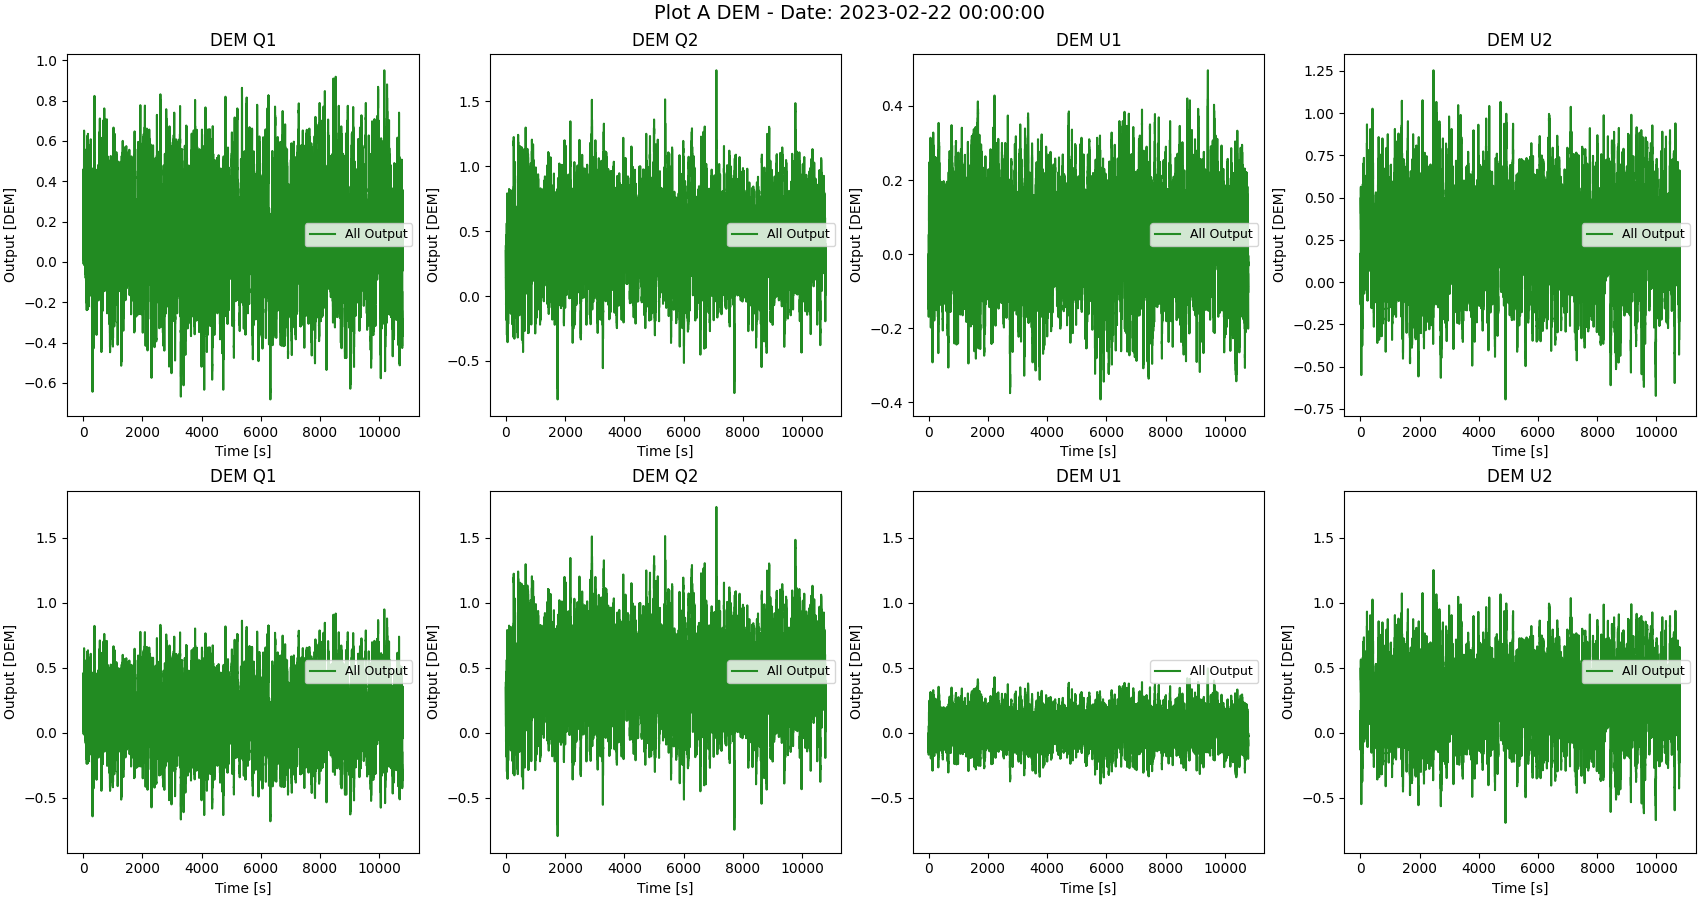 Plot A DEM - Date: 2023-02-22 00:00:00
DEM Q1
DEM Q2
DEM U1
DEM U2
Output [DEM]
1.0
0.8
0.6
0.4
0.2
0.0
−0.2
−0.4
−0.6
All Output
0
2000
4000
6000
8000
10000
Time [s]
Output [DEM]
1.5
1.0
0.5
0.0
−0.5
All Output
0
2000
4000
6000
8000
10000
Time [s]
Output [DEM]
0.4
0.2
0.0
−0.2
−0.4
All Output
0
2000
4000
6000
8000
10000
Time [s]
Output [DEM]
1.25
1.00
0.75
0.50
0.25
0.00
−0.25
−0.50
−0.75
All Output
0
2000
4000
6000
8000
10000
Time [s]
DEM Q1
DEM Q2
DEM U1
DEM U2
Output [DEM]
1.5
1.0
0.5
0.0
−0.5
All Output
0
2000
4000
6000
8000
10000
Time [s]
Output [DEM]
1.5
1.0
0.5
0.0
−0.5
All Output
0
2000
4000
6000
8000
10000
Time [s]
Output [DEM]
1.5
1.0
0.5
0.0
−0.5
All Output
0
2000
4000
6000
8000
10000
Time [s]
Output [DEM]
1.5
1.0
0.5
0.0
−0.5
All Output
0
2000
4000
6000
8000
10000
Time [s]